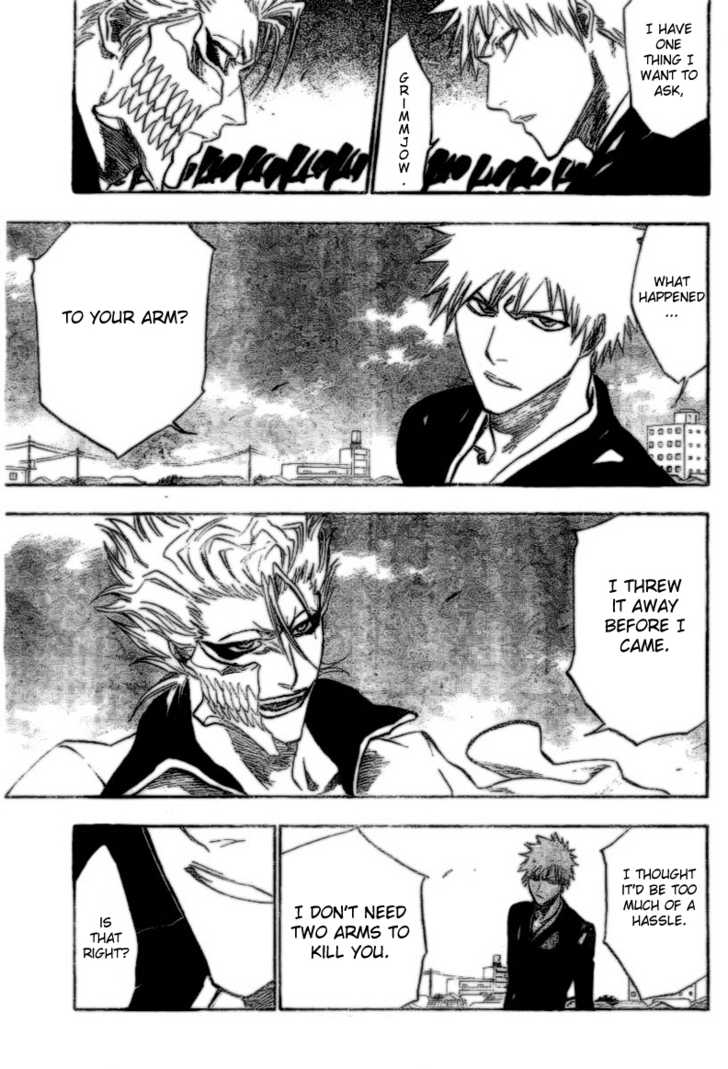 I HAVE
ONE
THING I
WANT TO
ASK,
GRIMMJOW.
WHAT
HAPPENED
...
TO YOUR ARM?
I THREW
IT AWAY
BEFORE I
CAME.
I THOUGHT
IT'D BE TOO
MUCH OF A
HASSLE.
I DON'T NEED
TWO ARMS TO
KILL YOU.
IS
THAT
RIGHT?